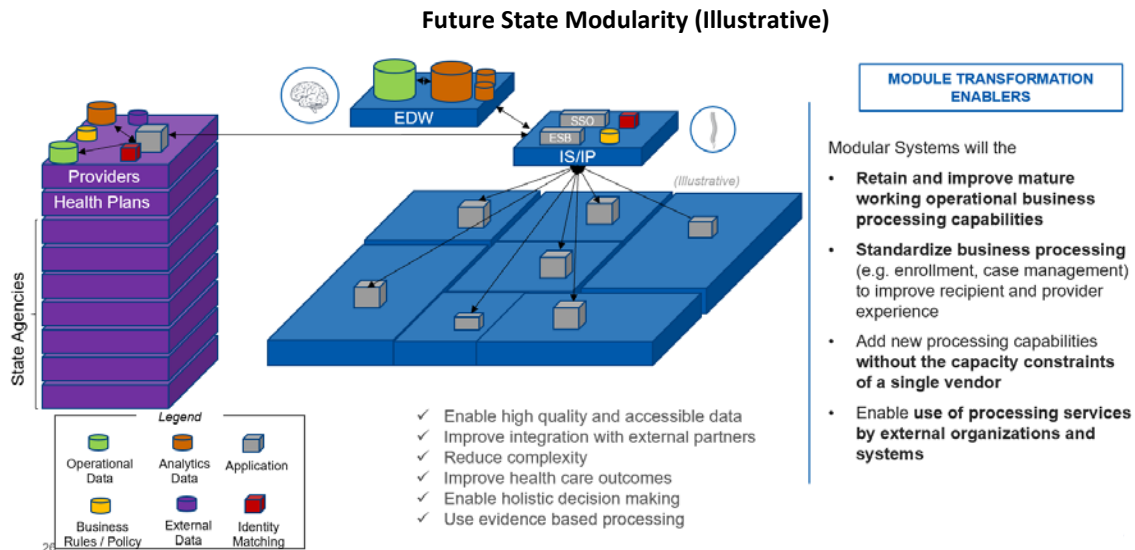 Future State Modularity (Illustrative)
EDW
SSO
ESB
IS/IP
(Illustrative)
Providers
Health Plans
State Agencies
Legend
Operational
Data
Analytics
Data
Application
Business
Rules / Policy
External
Data
Identity
Matching
26
✓ Enable high quality and accessible data
✓ Improve integration with external partners
✓ Reduce complexity
✓ Improve health care outcomes
✓ Enable holistic decision making
✓ Use evidence based processing
MODULE TRANSFORMATION
ENABLERS
Modular Systems will the
• Retain and improve mature
working operational business
processing capabilities
• Standardize business processing
(e.g. enrollment, case management)
to improve recipient and provider
experience
• Add new processing capabilities
without the capacity constraints
of a single vendor
• Enable use of processing services
by external organizations and
systems